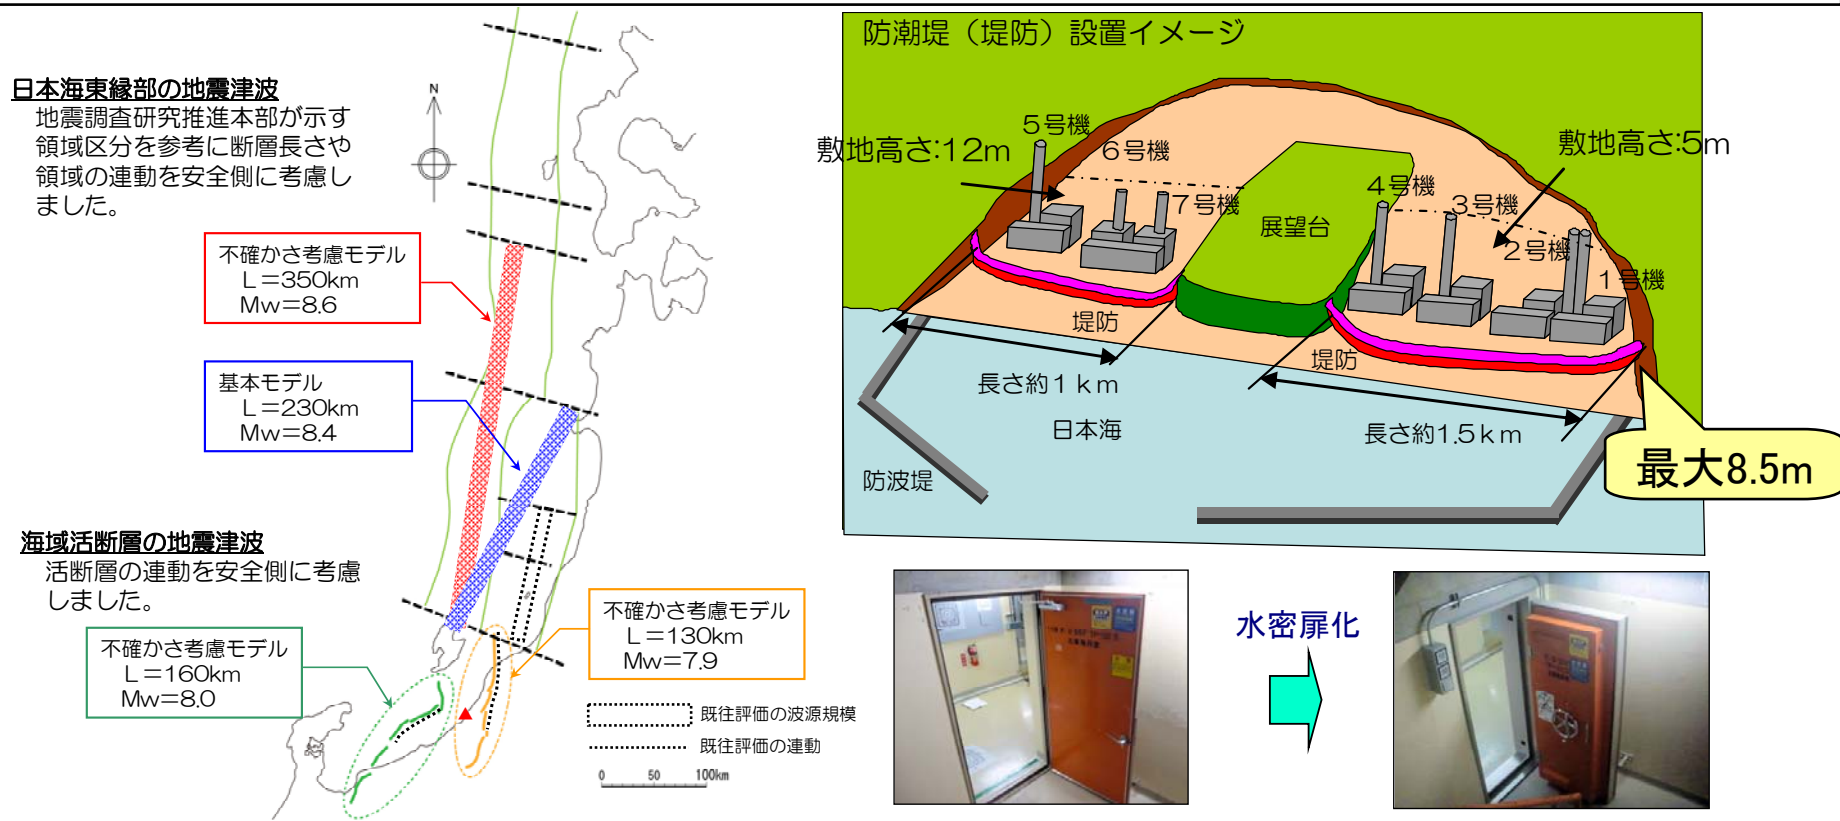 日本海東縁部の地震津波
地震調査研究推進本部が示す
領域区分を参考に断層長さや
領域の連動を安全側に考慮し
ました。
N
不確かさ考慮モデル
L=350km
Mw=8.6
基本モデル
L=230km
Mw=8.4
海域活断層の地震津波
活断層の連動を安全側に考慮
しました。
不確かさ考慮モデル
L=160km
Mw=8.0
不確かさ考慮モデル
L=130km
Mw=7.9
既往評価の波源規模
既往評価の連動
0 50 100km
防潮堤（堤防）設置イメージ
敷地高さ:12m
敷地高さ:5m
5号機
6号機
7号機
展望台
4号機
3号機
2号機
1号機
堤防
堤防
長さ約1km
長さ約1.5km
日本海
防波堤
最大8.5m
水密扉化